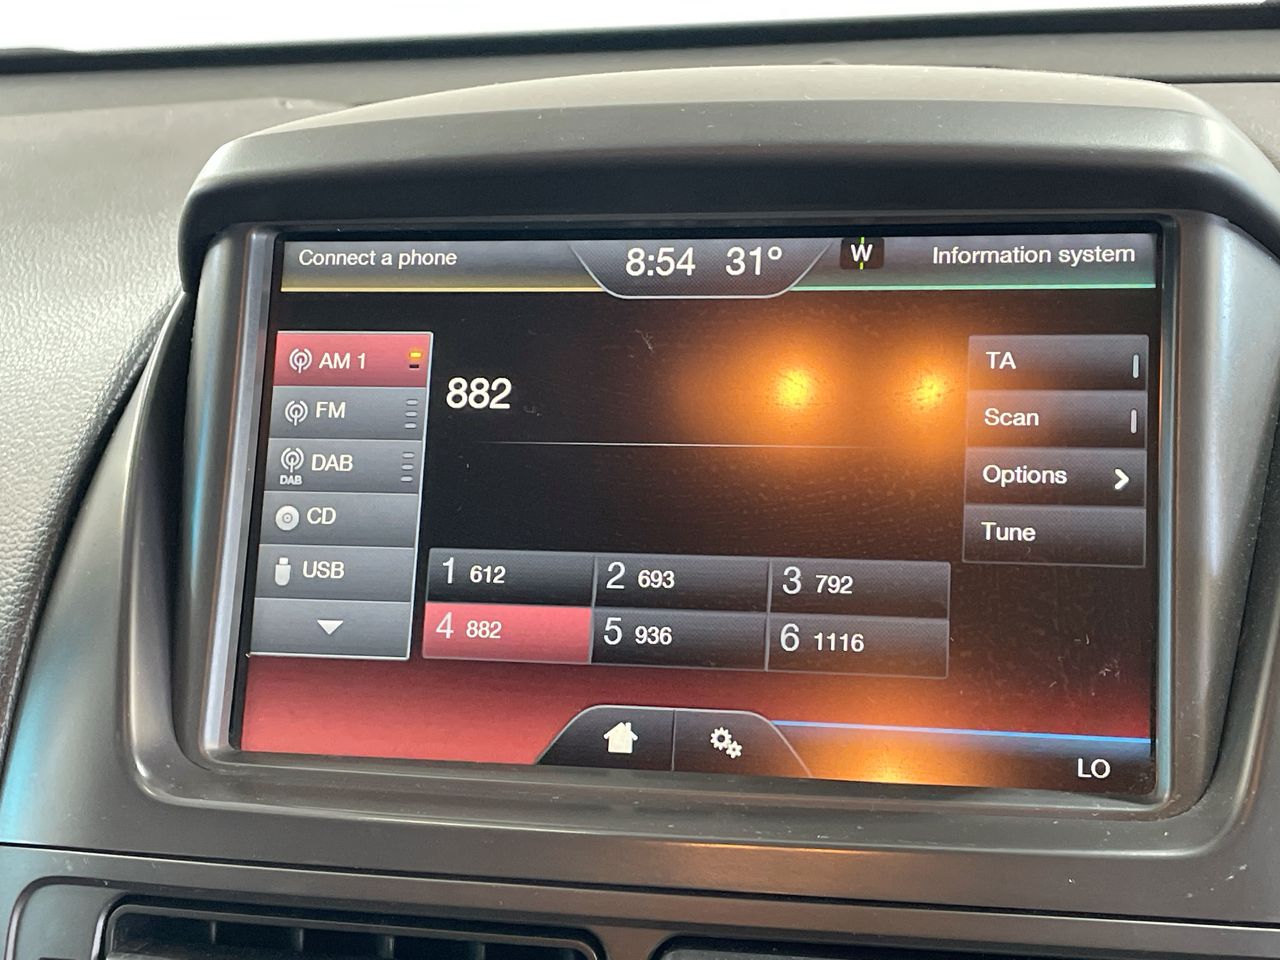 Connect a phone
8:54 31°
W
Information system
AM 1
FM
DAB
DAB
CD
USB
882
TA
Scan
Options
Tune
1 612
2 693
3 792
4 882
5 936
6 1116
LO